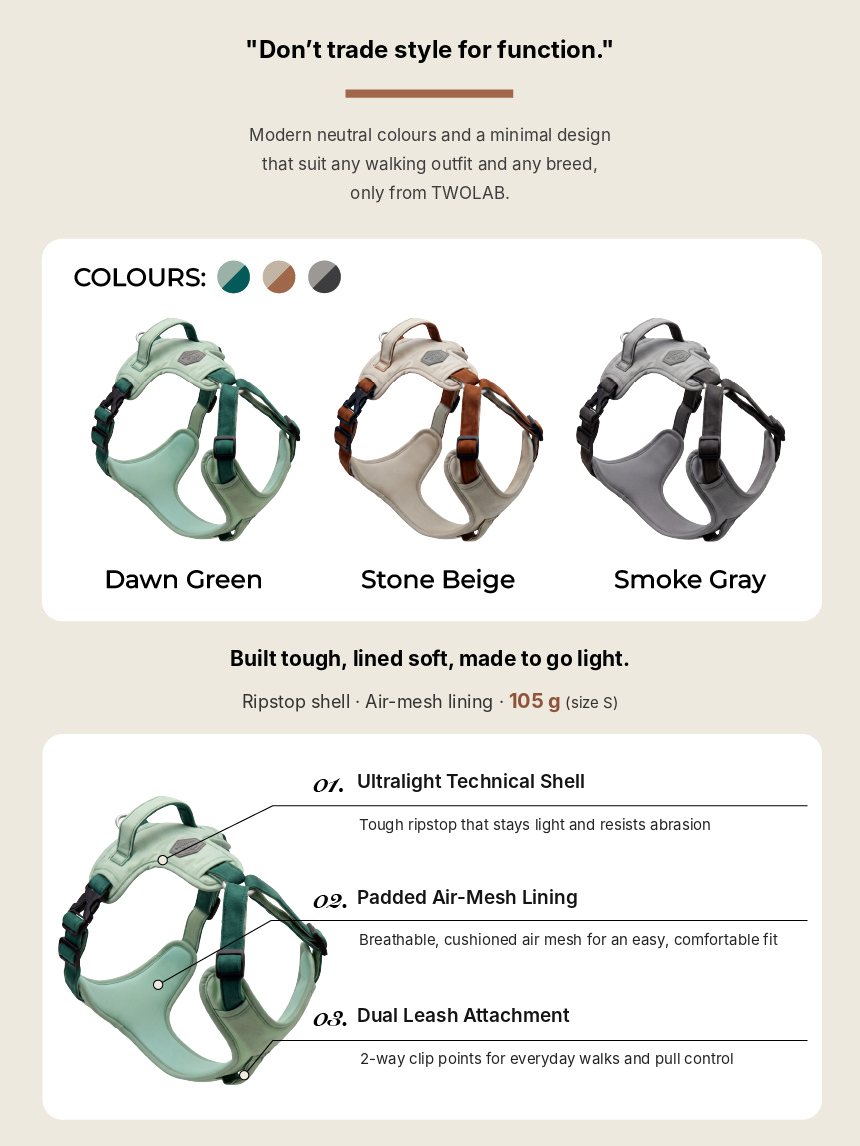 "Don’t trade style for function."
Modern neutral colours and a minimal design
that suit any walking outfit and any breed,
only from TWOLAB.
COLOURS:
Dawn Green
Stone Beige
Smoke Gray
Built tough, lined soft, made to go light.
Ripstop shell · Air-mesh lining · 105 g (size S)
01. Ultralight Technical Shell
Tough ripstop that stays light and resists abrasion
02. Padded Air-Mesh Lining
Breathable, cushioned air mesh for an easy, comfortable fit
03. Dual Leash Attachment
2-way clip points for everyday walks and pull control